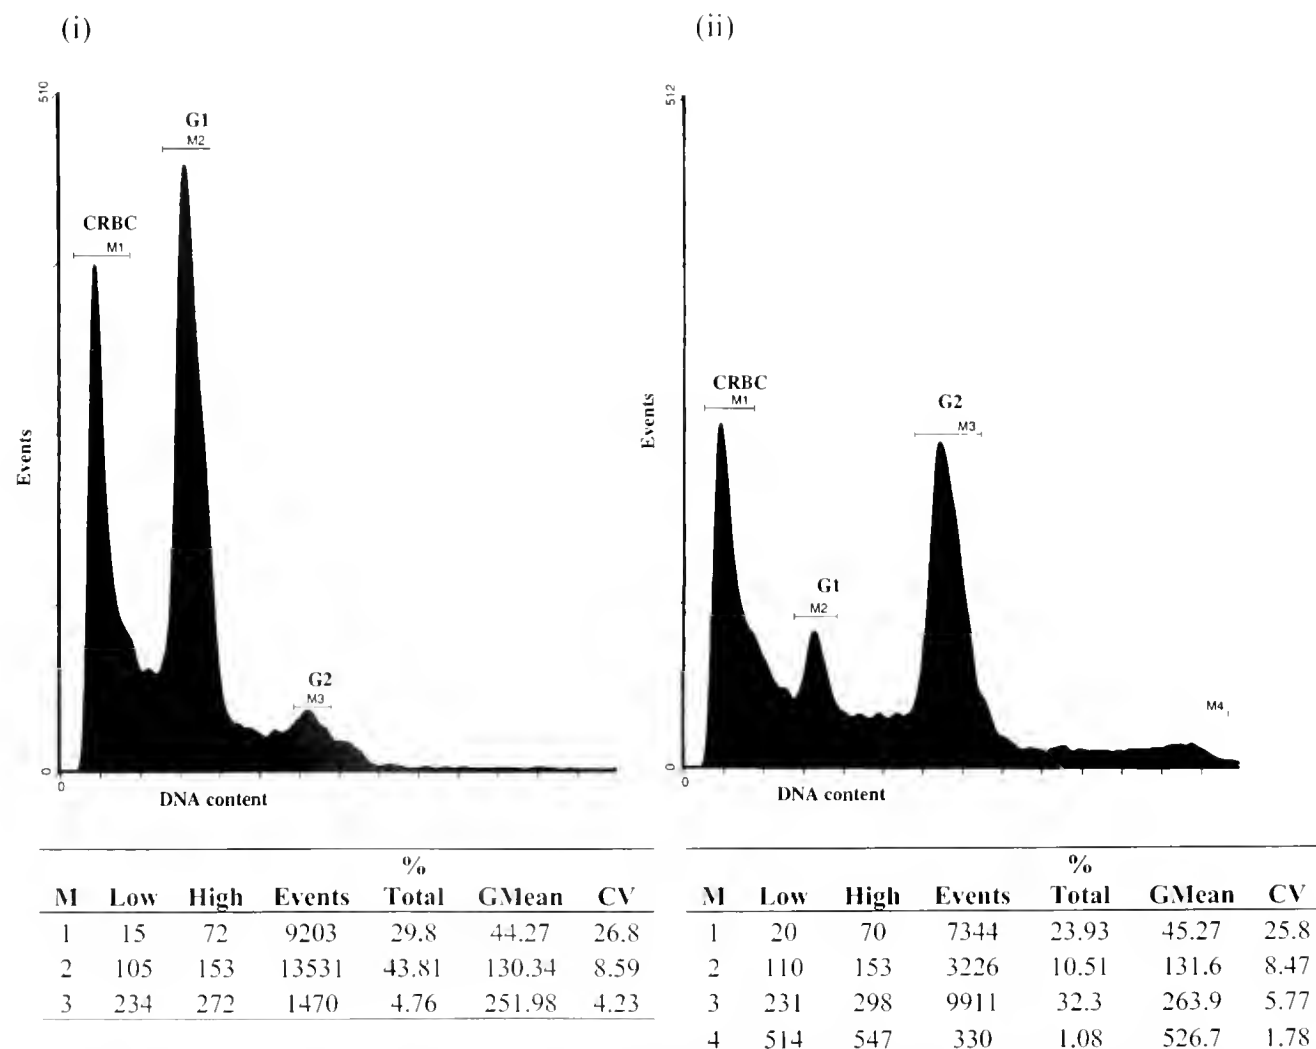 (i)
510
G1
M2
CRBC
M1
G2
M3
Events
0
0
DNA content
%
M Low High Events Total GMean CV
1 15 72 9203 29.8 44.27 26.8
2 105 153 13531 43.81 130.34 8.59
3 234 272 1470 4.76 251.98 4.23
(ii)
512
CRBC
M1
G2
M3
G1
M2
M4
Events
0
0
DNA content
%
M Low High Events Total GMean CV
1 20 70 7344 23.93 45.27 25.8
2 110 153 3226 10.51 131.6 8.47
3 231 298 9911 32.3 263.9 5.77
4 514 547 330 1.08 526.7 1.78